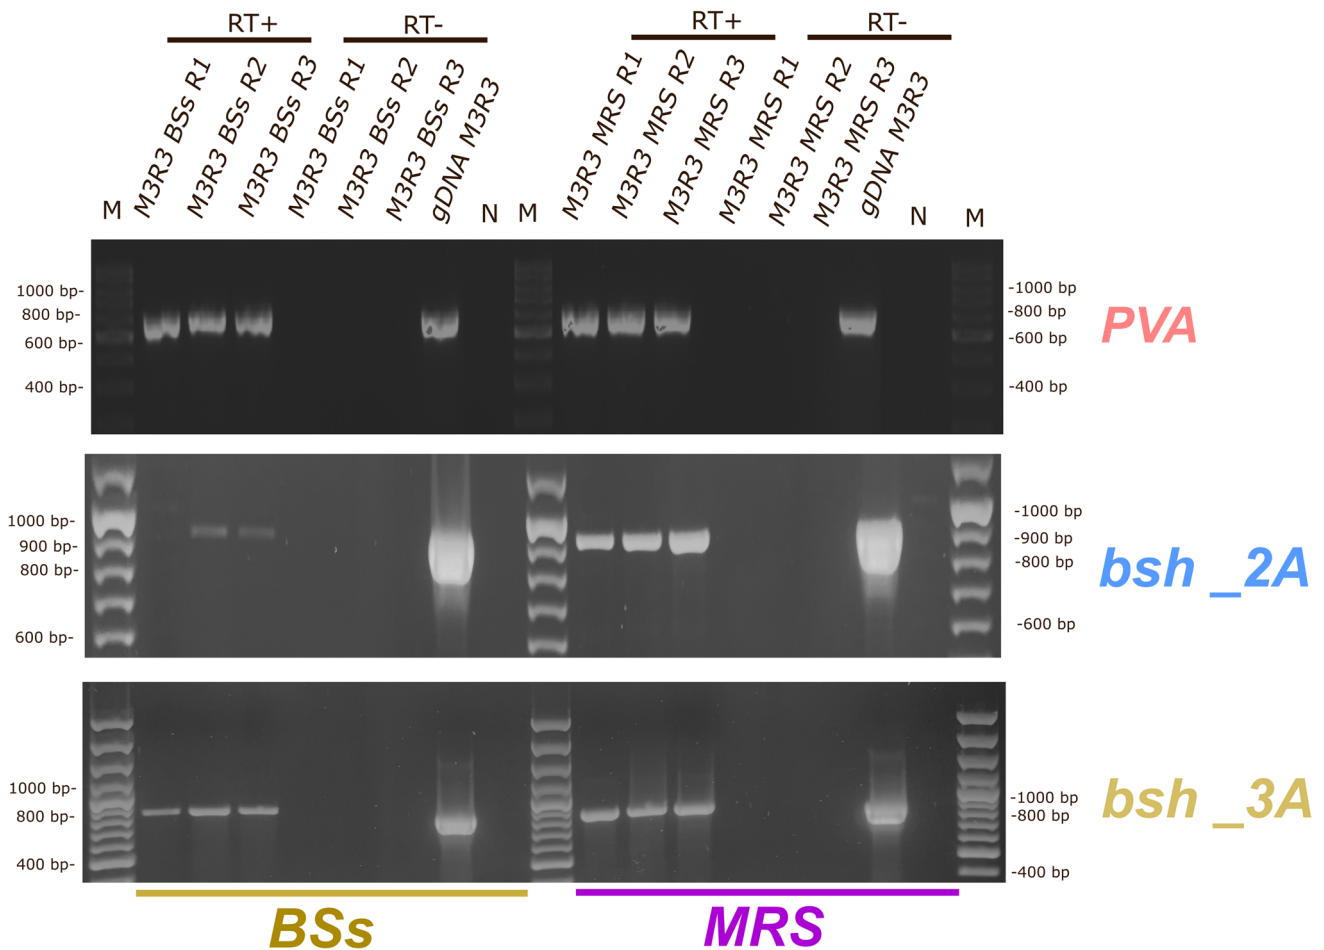 RT+ RT- RT+ RT-
M M3R3 BSs R1 M3R3 BSs R2 M3R3 BSs R3 M3R3 BSs R1 M3R3 BSs R2 M3R3 BSs R3 gDNA M3R3 N M M3R3 MRS R1 M3R3 MRS R2 M3R3 MRS R3 M3R3 MRS R1 M3R3 MRS R2 M3R3 MRS R3 gDNA M3R3 N M
1000 bp- -1000 bp
800 bp- -800 bp
PVA
600 bp- -600 bp
400 bp- -400 bp
1000 bp- -1000 bp
900 bp- -900 bp
800 bp- -800 bp
bsh _2A
600 bp- -600 bp
1000 bp- -1000 bp
800 bp- -800 bp
bsh _3A
400 bp- -400 bp
BSs MRS